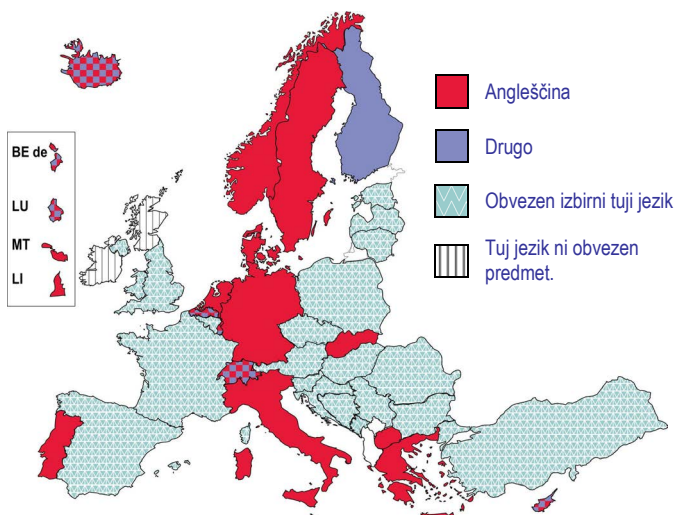 Angleščina
Drugo
Obvezen izbirni tuji jezik
Tuj jezik ni obvezen
predmet.
BE de
LU
MT
LI